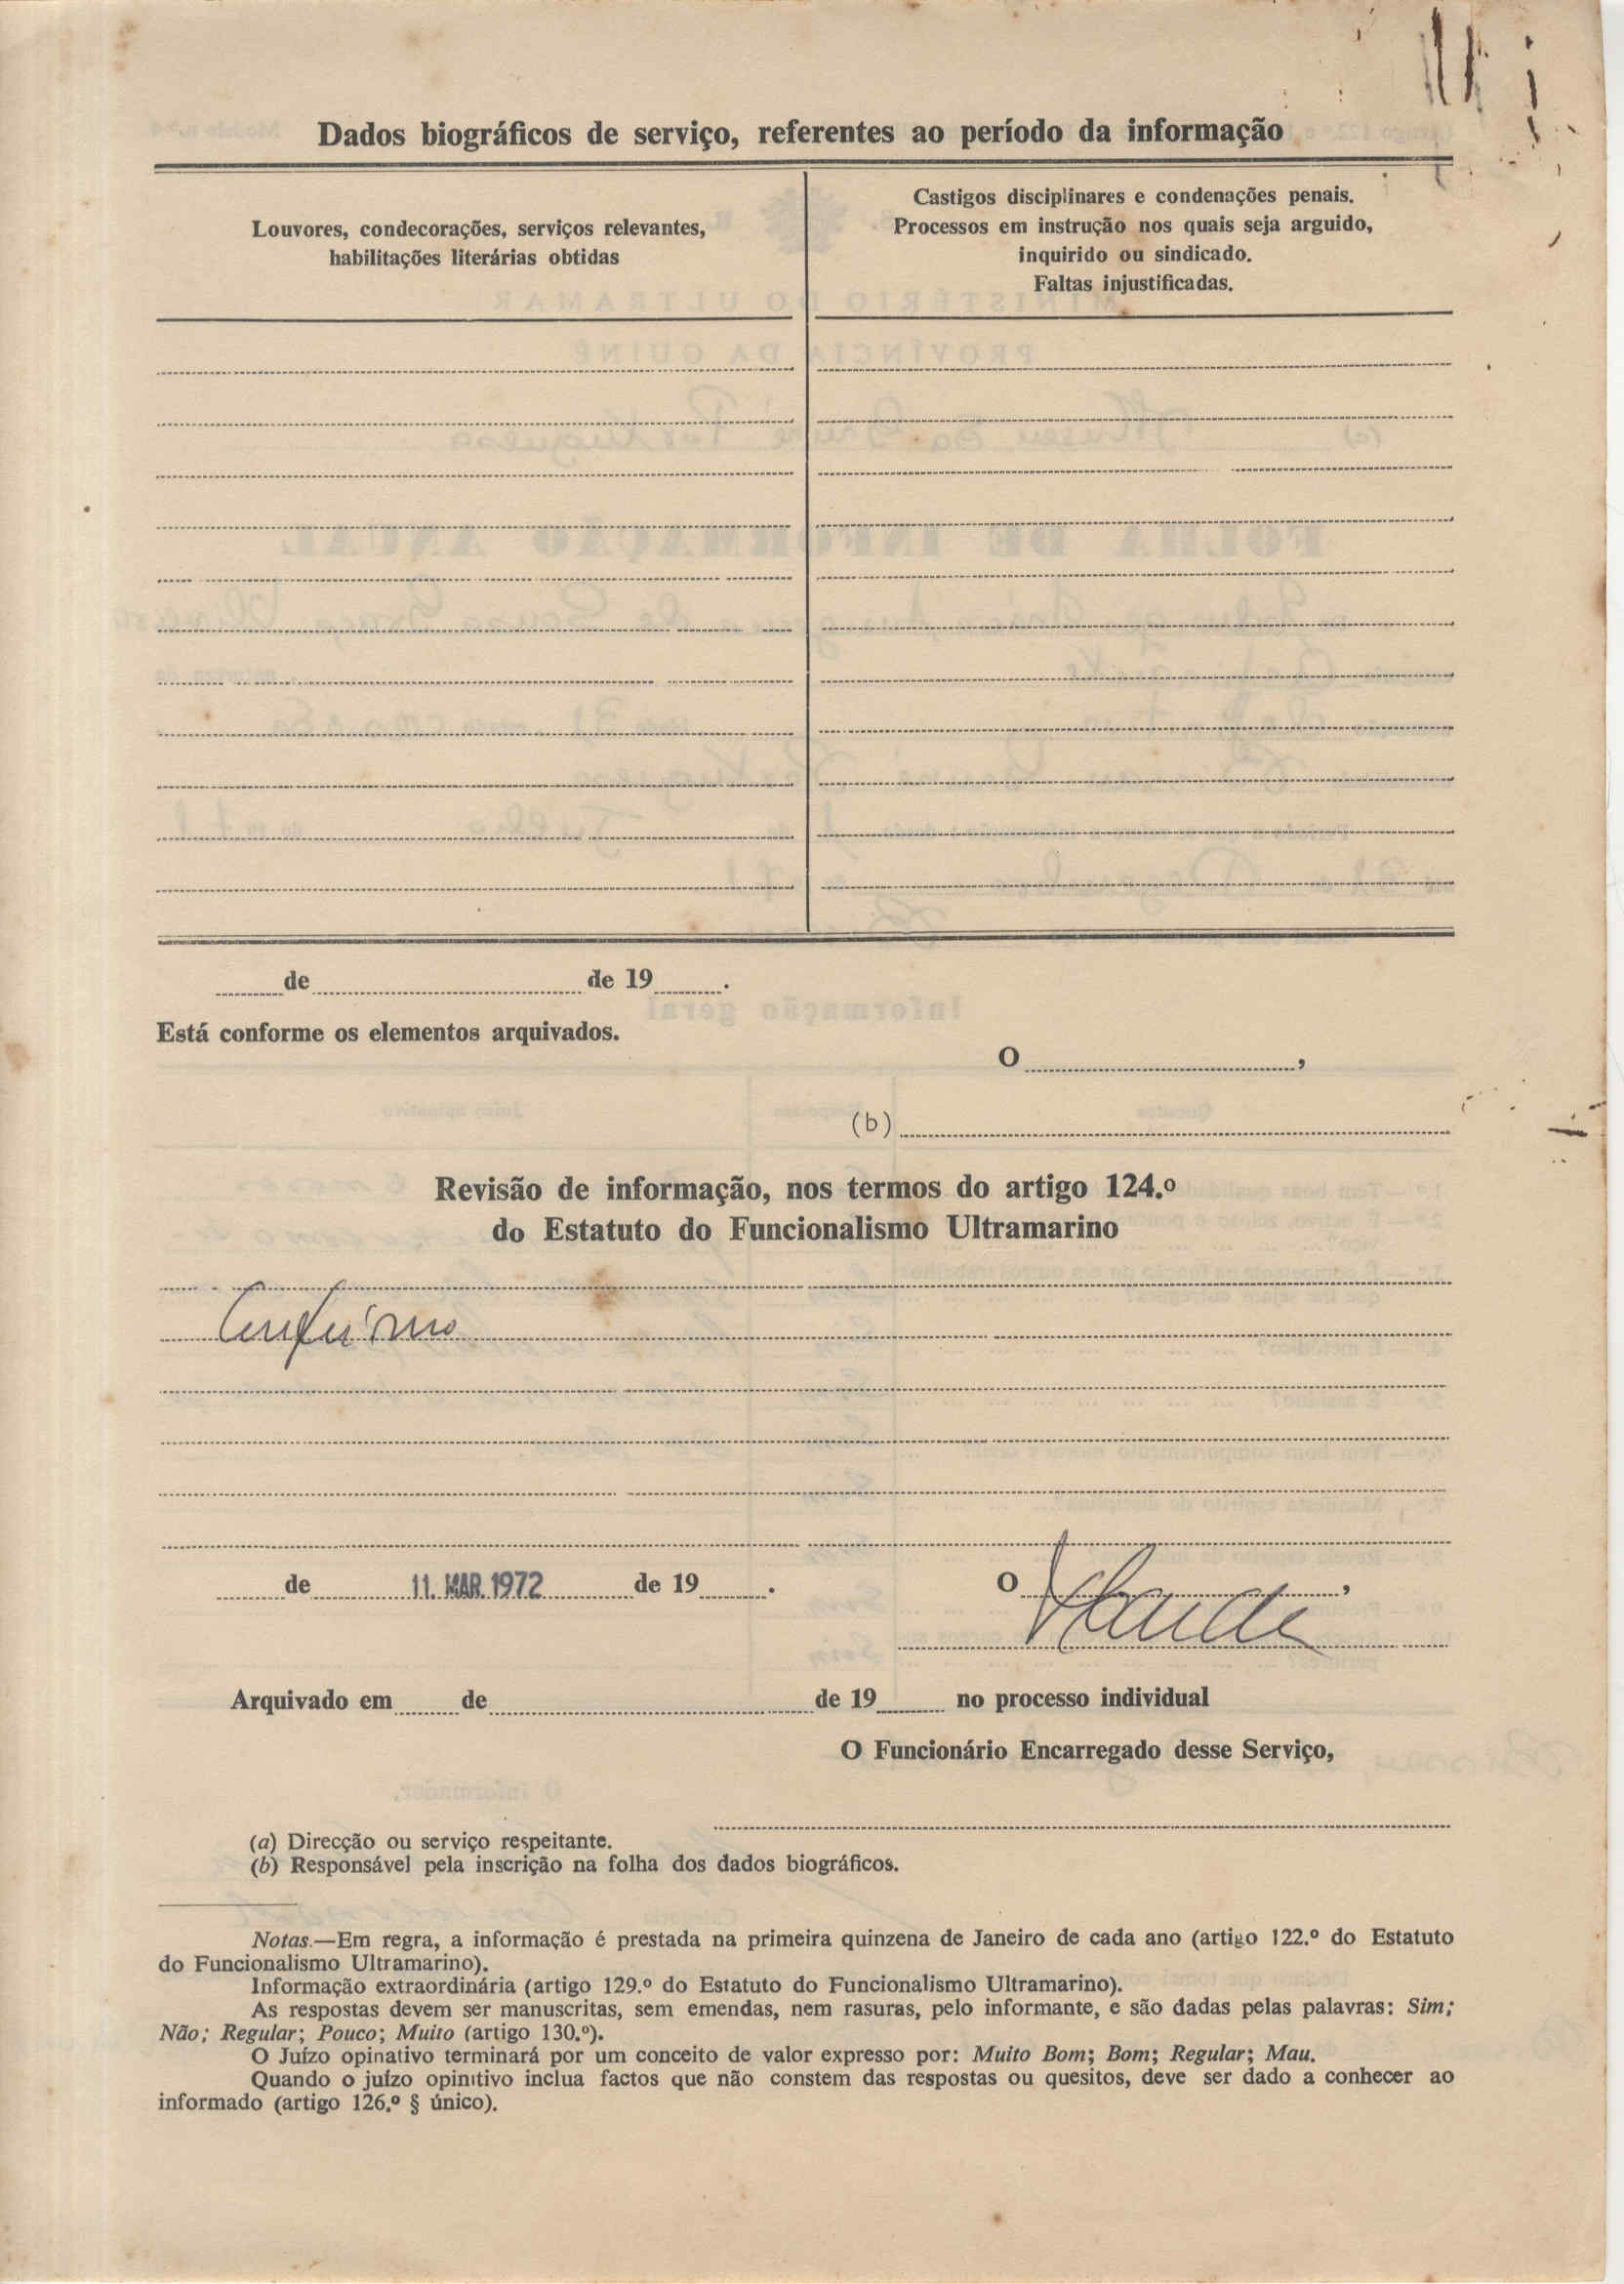 Dados biográficos de serviço, referentes ao período da informação
Louvores, condecorações, serviços relevantes,
habilitações literárias obtidas
Castigos disciplinares e condenações penais.
Processos em instrução nos quais seja arguido,
inquirido ou sindicado.
Faltas injustificadas.
de de 19 .
Está conforme os elementos arquivados.
O ,
(b)
Revisão de informação, nos termos do artigo 124.º
do Estatuto do Funcionalismo Ultramarino
Confirmo
de 11. MAR. 1972 de 19 .
O ,
Arquivado em de de 19 no processo individual
O Funcionário Encarregado desse Serviço,
(a) Direcção ou serviço respeitante.
(b) Responsável pela inscrição na folha dos dados biográficos.
Notas.—Em regra, a informação é prestada na primeira quinzena de Janeiro de cada ano (artigo 122.º do Estatuto
do Funcionalismo Ultramarino).
Informação extraordinária (artigo 129.º do Estatuto do Funcionalismo Ultramarino).
As respostas devem ser manuscritas, sem emendas, nem rasuras, pelo informante, e são dadas pelas palavras: Sim;
Não; Regular; Pouco; Muito (artigo 130.º).
O Juízo opinativo terminará por um conceito de valor expresso por: Muito Bom; Bom; Regular; Mau.
Quando o juízo opinitivo inclua factos que não constem das respostas ou quesitos, deve ser dado a conhecer ao
informado (artigo 126.º § único).